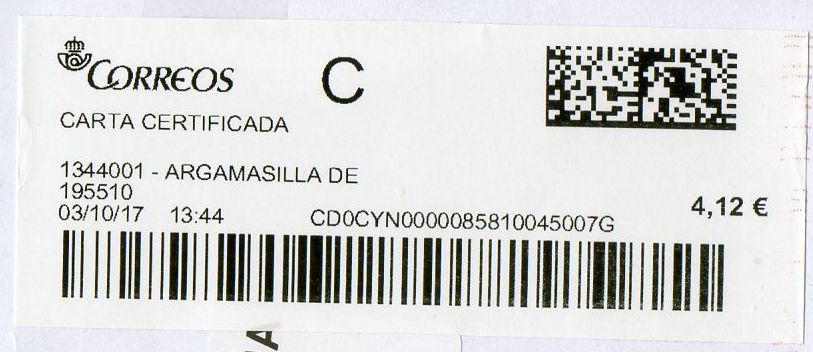 CORREOS
C
CARTA CERTIFICADA
1344001 - ARGAMASILLA DE
195510
03/10/17 13:44 CD0CYN0000085810045007G
4,12 €